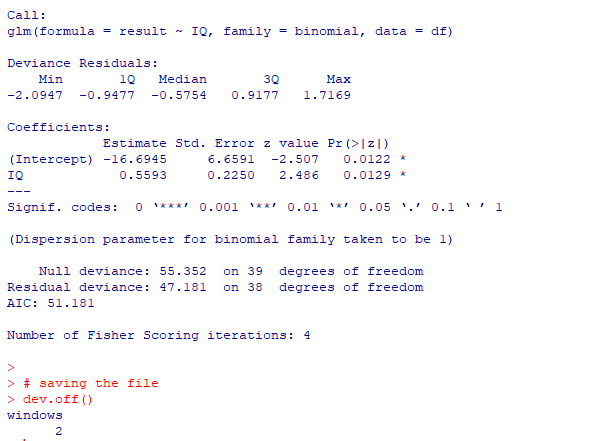 Call:
glm(formula = result ~ IQ, family = binomial, data = df)
Deviance Residuals:
    Min       1Q   Median       3Q      Max
-2.0947  -0.9477  -0.5754   0.9177   1.7169
Coefficients:
            Estimate Std. Error z value Pr(>|z|)
(Intercept) -16.6945     6.6591  -2.507   0.0122 *
IQ            0.5593     0.2250   2.486   0.0129 *
---
Signif. codes:  0 ‘***’ 0.001 ‘**’ 0.01 ‘*’ 0.05 ‘.’ 0.1 ‘ ’ 1
(Dispersion parameter for binomial family taken to be 1)
    Null deviance: 55.352  on 39  degrees of freedom
Residual deviance: 47.181  on 38  degrees of freedom
AIC: 51.181
Number of Fisher Scoring iterations: 4
>
> # saving the file
> dev.off()
windows
      2